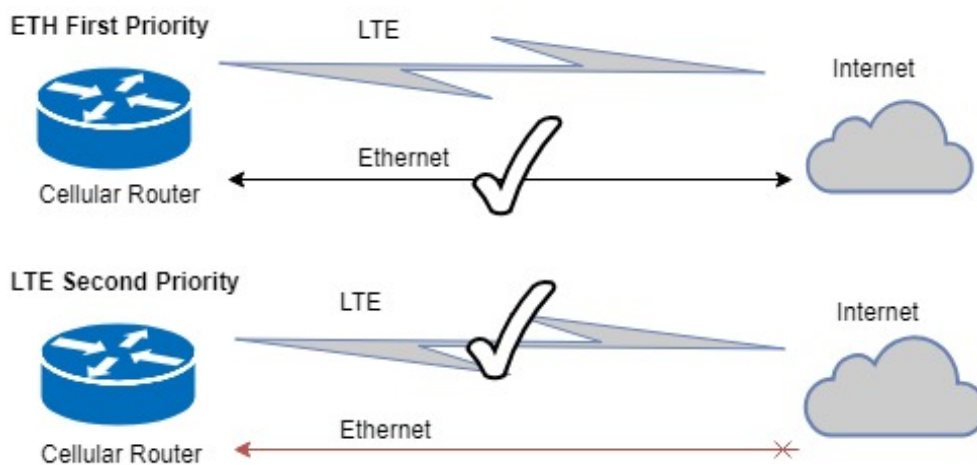 ETH First Priority
LTE
Internet
Ethernet
Cellular Router
LTE Second Priority
LTE
Internet
Ethernet
Cellular Router